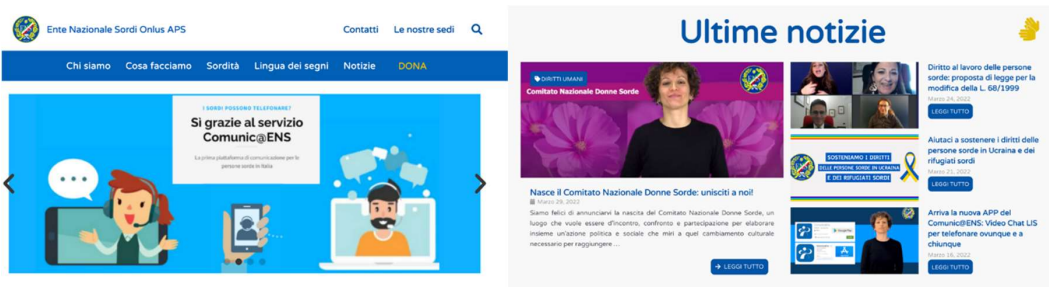 Ente Nazionale Sordi Onlus APS
Contatti Le nostre sedi
Chi siamo Cosa facciamo Sordità Lingua dei segni Notizie DONA
I SORDI POSSONO TELEFONARE?
Sì grazie al servizio
Comunic@ENS
La prima piattaforma di comunicazione per le
persone sorde in Italia
Ultime notizie
DIRITTI UMANI
Comitato Nazionale Donne Sorde
Nasce il Comitato Nazionale Donne Sorde: unisciti a noi!
Marzo 29, 2022
Siamo felici di annunciarvi la nascita del Comitato Nazionale Donne Sorde, un
luogo che vuole essere d'incontro, confronto e partecipazione per elaborare
insieme un'azione politica e sociale che miri a quel cambiamento culturale
necessario per raggiungere ...
→ LEGGI TUTTO
Diritto al lavoro delle persone
sorde: proposta di legge per la
modifica della L. 68/1999
Marzo 24, 2022
LEGGI TUTTO
SOSTENIAMO I DIRITTI
DELLE PERSONE SORDE IN UCRAINA
E DEI RIFUGIATI SORDI
Aiutaci a sostenere i diritti delle
persone sorde in Ucraina e dei
rifugiati sordi
Marzo 21, 2022
LEGGI TUTTO
Arriva la nuova APP del
Comunic@ENS: Video Chat LIS
per telefonare ovunque e a
chiunque
Marzo 16, 2022
LEGGI TUTTO